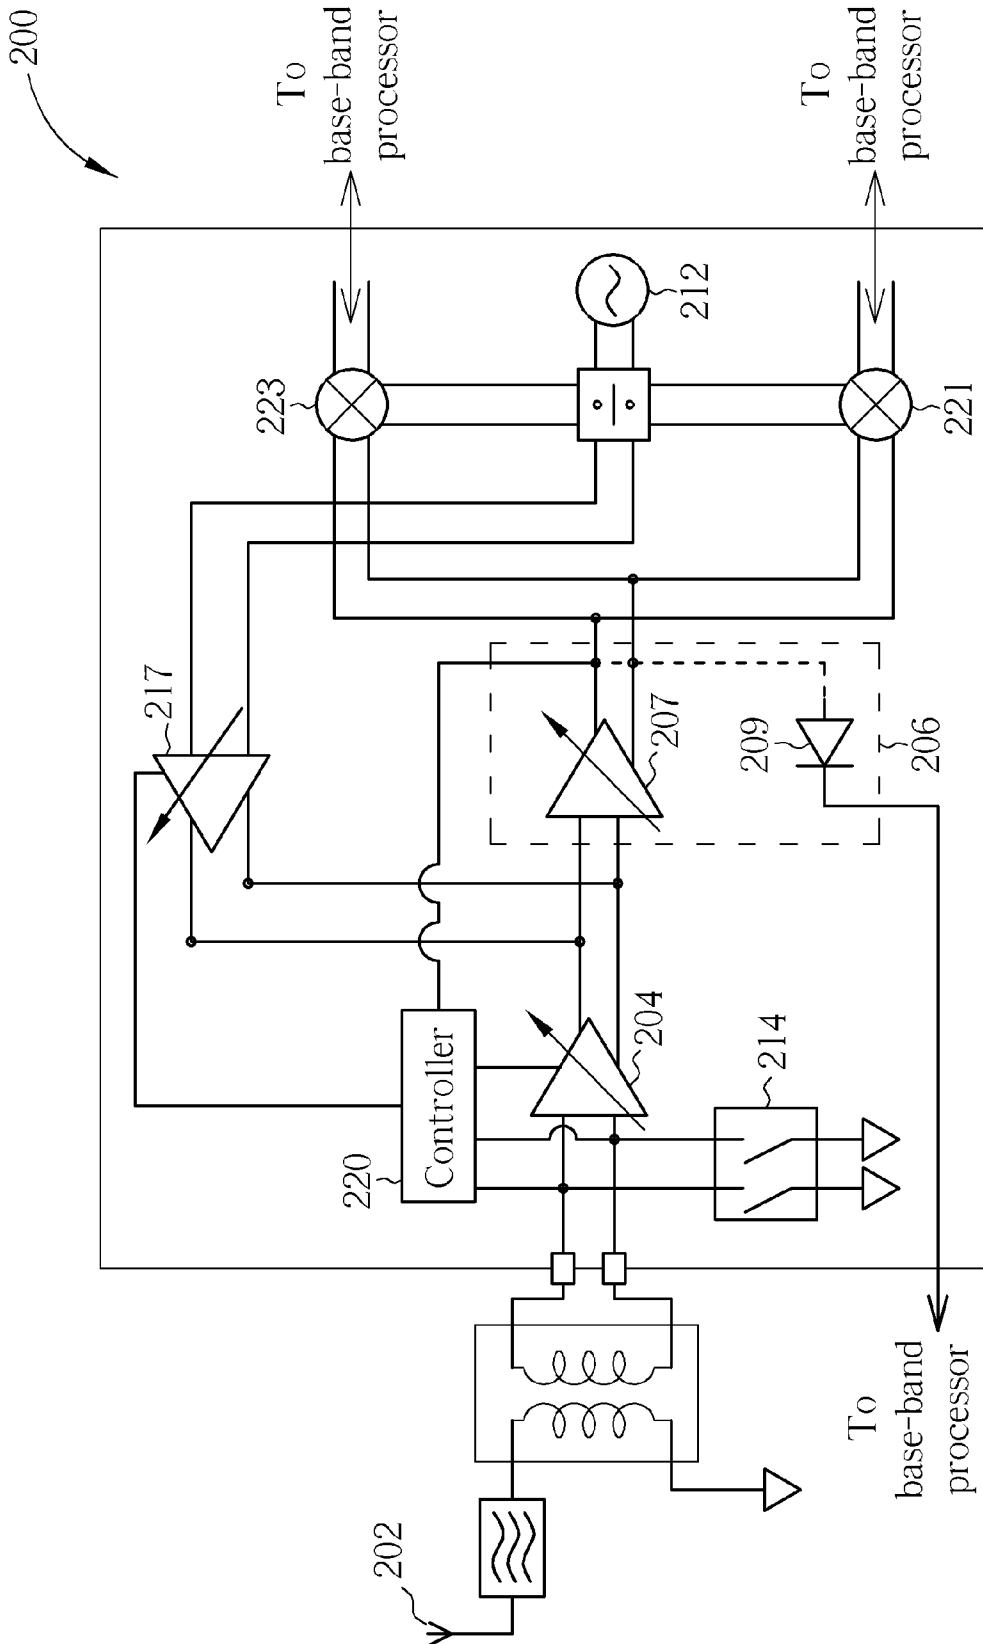 200
To
base-band
processor
To
base-band
processor
223
212
221
217
207
209
206
204
214
Controller
220
202
To
base-band
processor